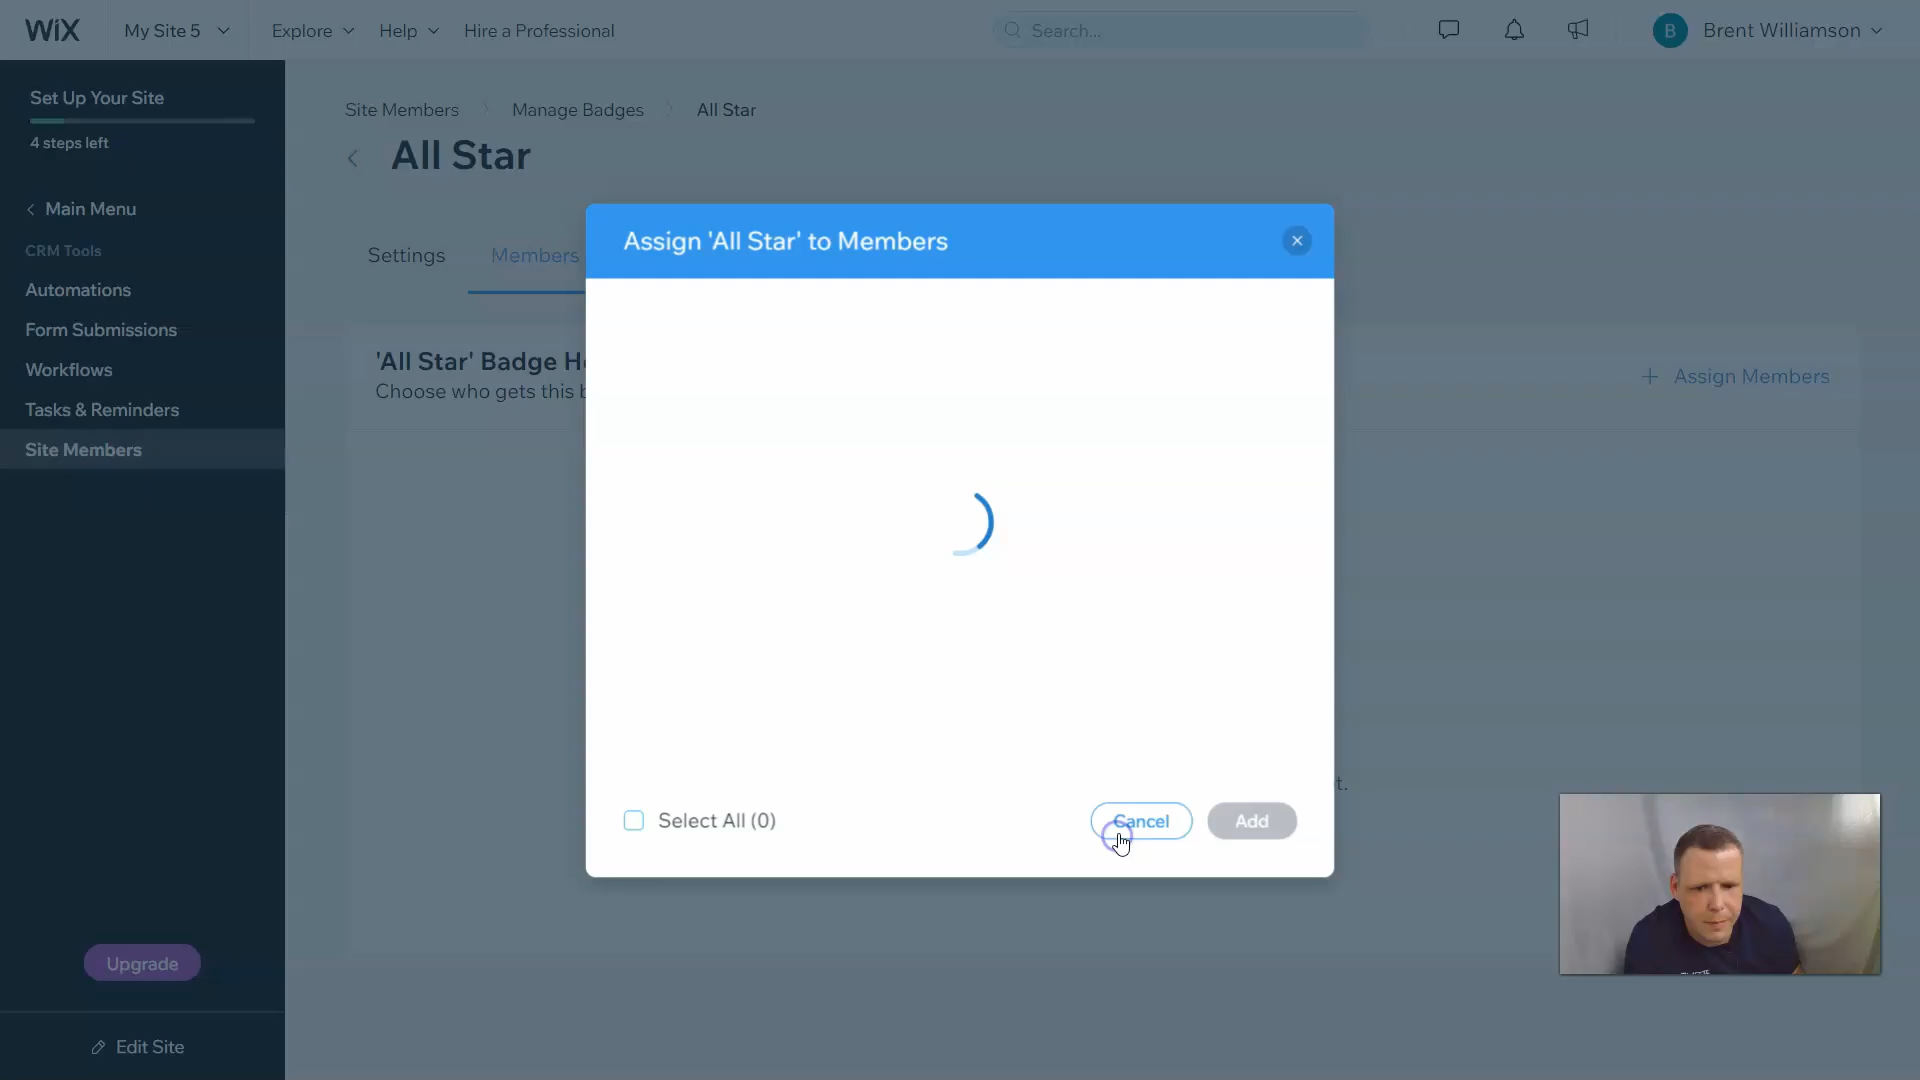 WiX My Site 5 Explore Help Hire a Professional Search... B Brent Williamson
Set Up Your Site
4 steps left
Main Menu
CRM Tools
Automations
Form Submissions
Workflows
Tasks & Reminders
Site Members
Upgrade
Edit Site
Site Members Manage Badges All Star
All Star
Settings Members
'All Star' Badge H
Choose who gets this
+ Assign Members
t.
Assign 'All Star' to Members
Select All (0) Cancel Add